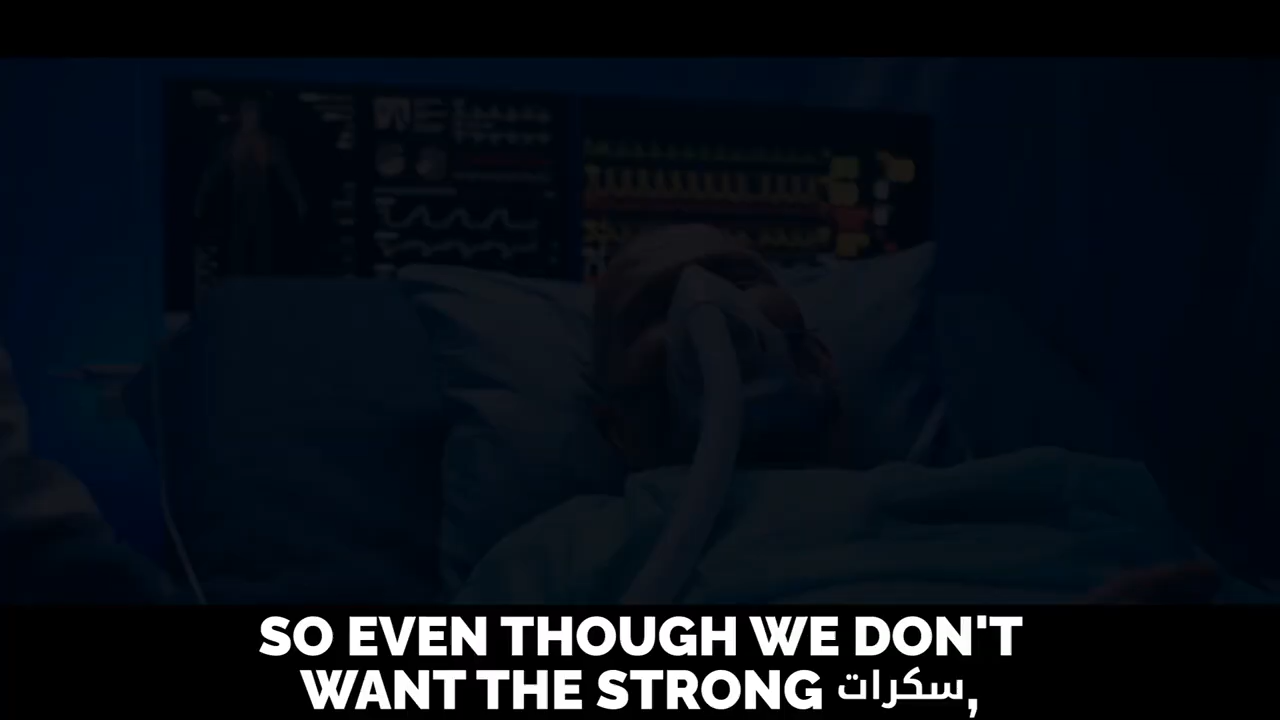 SO EVEN THOUGH WE DON'T
WANT THE STRONG سكرات,